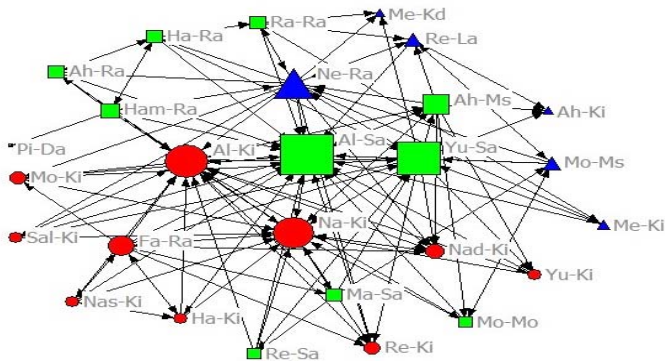 Me-Kd
Ra-Ra
Ha-Ra
Re-La
Ah-Ra
Ne-Ra
Ham-Ra
Ah-Ms
Ah-Ki
Pi-Da
Al-Ki
Al-Sa
Yu-Sa
Mo-Ki
Mo-Ms
Na-Ki
Me-Ki
Sal-Ki
Fa-Ra
Nad-Ki
Yu-Ki
Nas-Ki
Ma-Sa
Ha-Ki
Mo-Mo
Re-Sa
Re-Ki